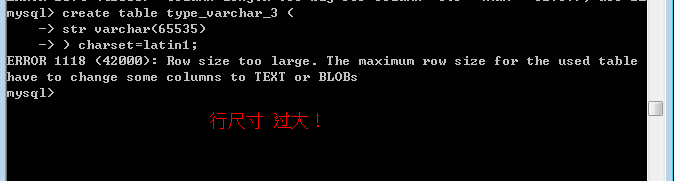 mysql> create table type_varchar_3 (
    -> str varchar(65535)
    -> ) charset=latin1;
ERROR 1118 (42000): Row size too large. The maximum row size for the used table
have to change some columns to TEXT or BLOBs
mysql>
行尺寸 过大！